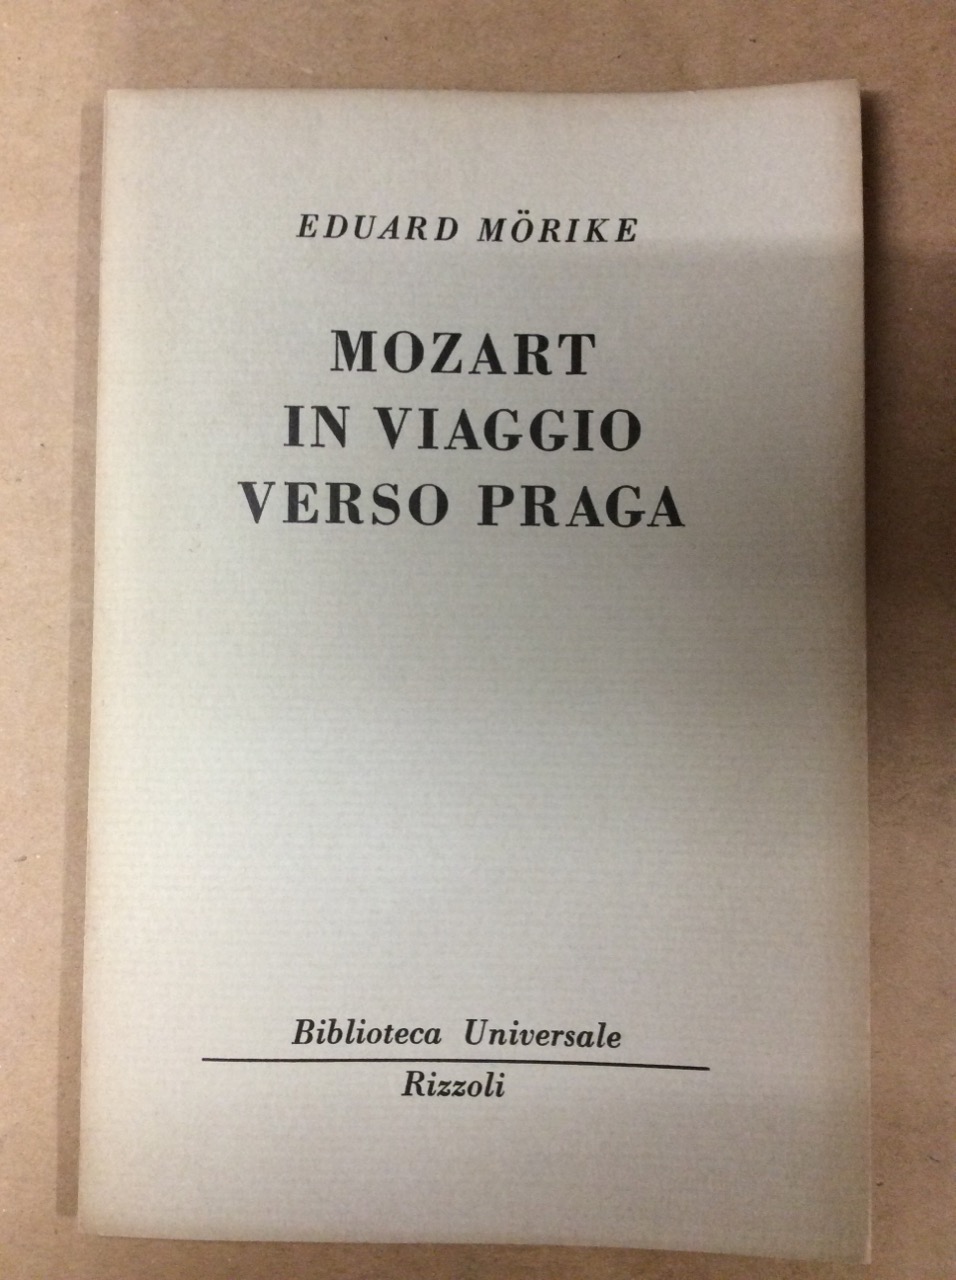 EDUARD MÖRIKE
MOZART
IN VIAGGIO
VERSO PRAGA
Biblioteca Universale
Rizzoli